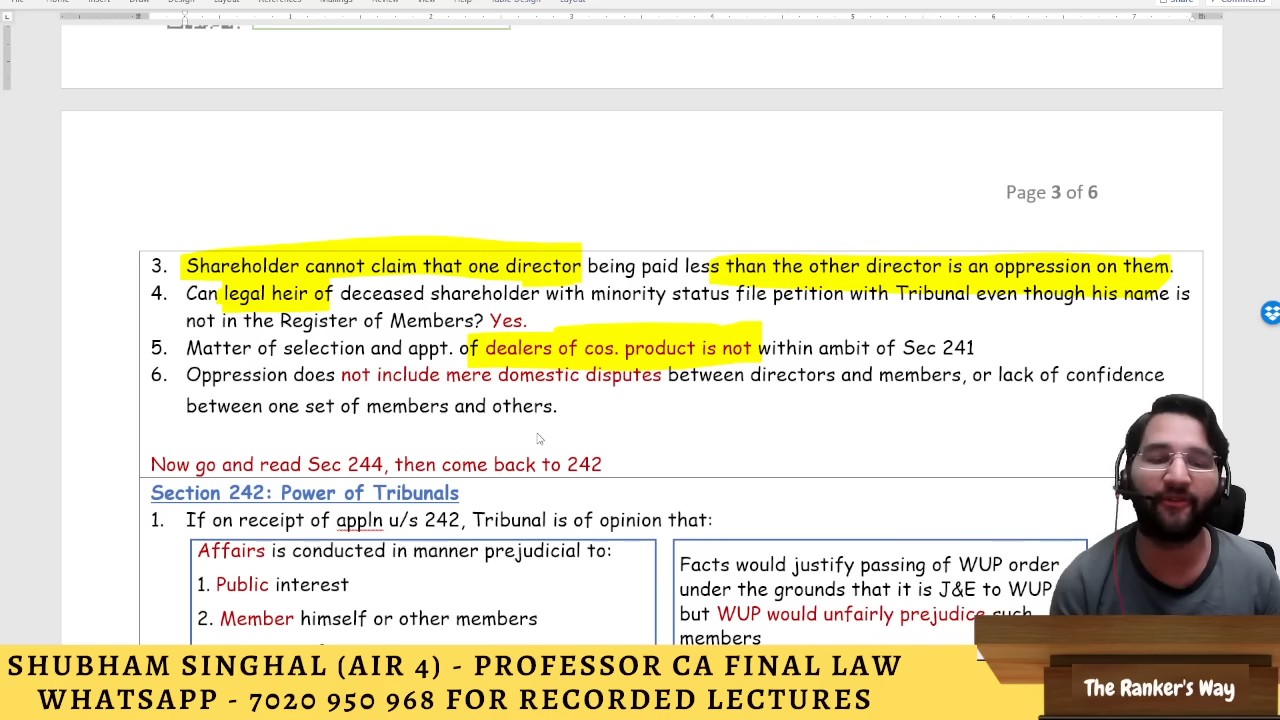 Page 3 of 6
3. Shareholder cannot claim that one director being paid less than the other director is an oppression on them.
4. Can legal heir of deceased shareholder with minority status file petition with Tribunal even though his name is
not in the Register of Members? Yes.
5. Matter of selection and appt. of dealers of cos. product is not within ambit of Sec 241
6. Oppression does not include mere domestic disputes between directors and members, or lack of confidence
between one set of members and others.
Now go and read Sec 244, then come back to 242
Section 242: Power of Tribunals
1. If on receipt of appln u/s 242, Tribunal is of opinion that:
Affairs is conducted in manner prejudicial to:
1. Public interest
2. Member himself or other members
Facts would justify passing of WUP order
under the grounds that it is J&E to WUP
but WUP would unfairly prejudice such
members
SHUBHAM SINGHAL (AIR 4) - PROFESSOR CA FINAL LAW
WHATSAPP - 7020 950 968 FOR RECORDED LECTURES
The Ranker's Way